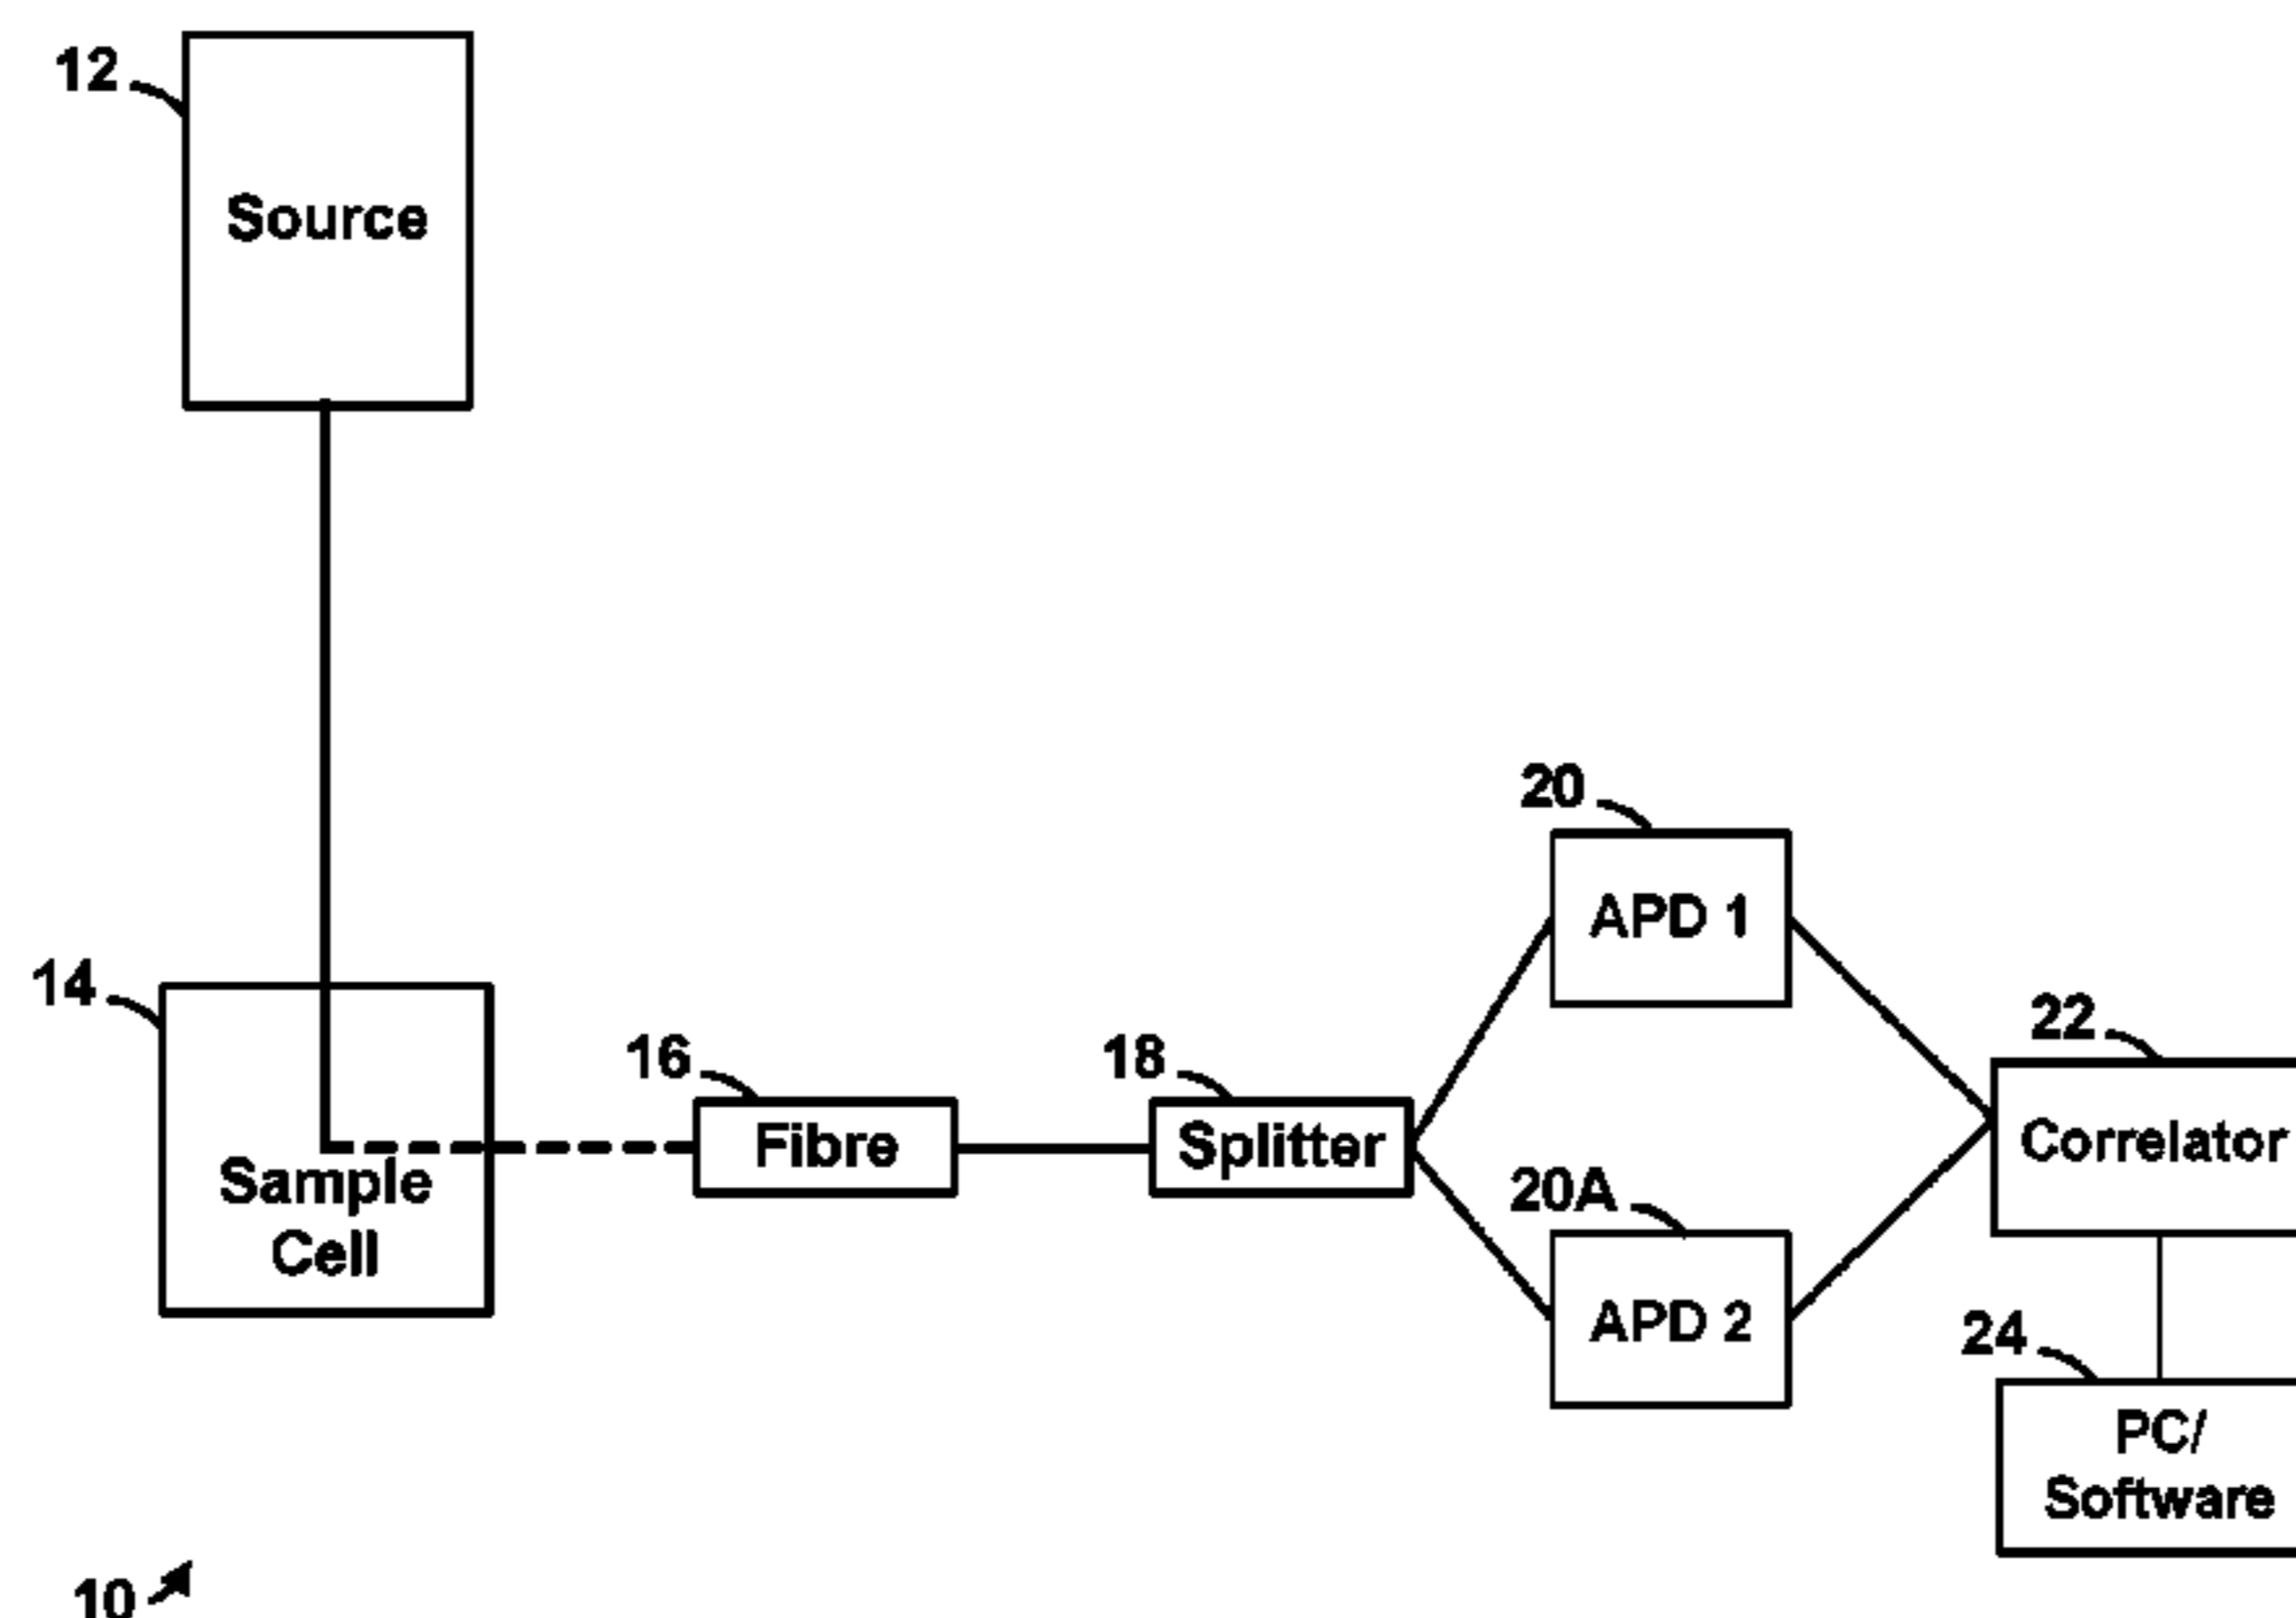 12
Source
14
Sample
Cell
16
Fibre
18
Splitter
20
APD 1
20A
APD 2
22
Correlator
24
PC/
Software
10